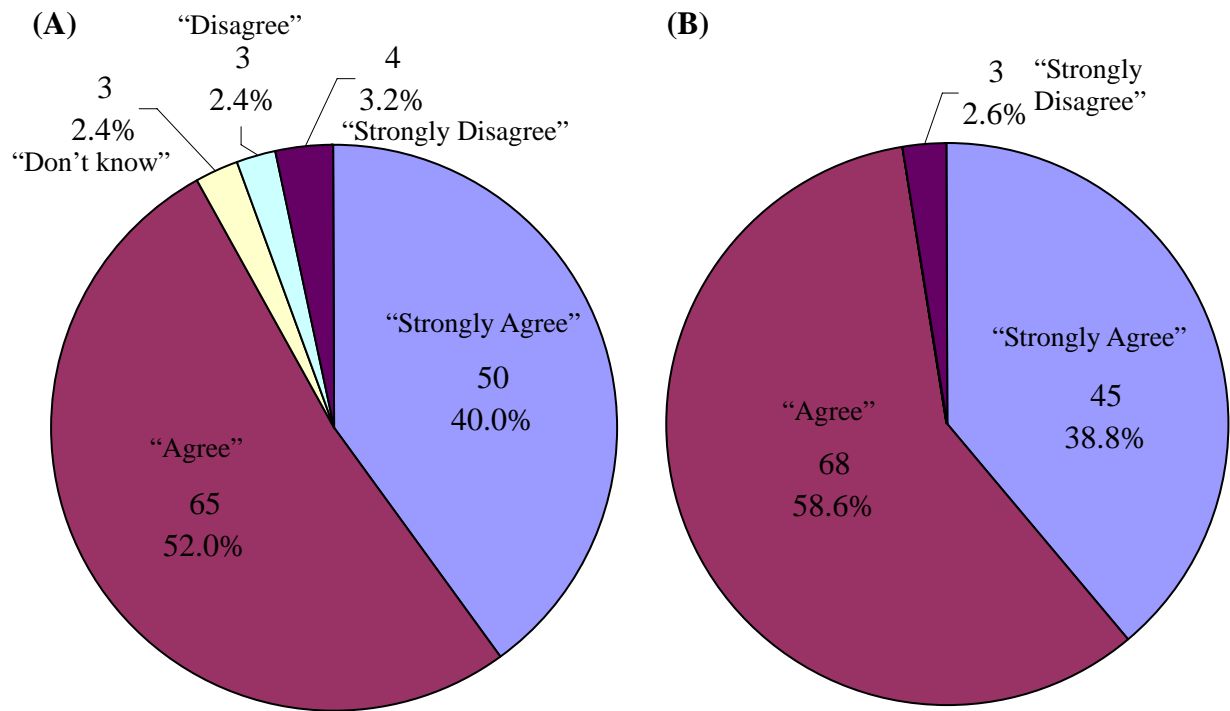 (A)
“Disagree”
3
2.4%
4
3.2%
“Strongly Disagree”
3
2.4%
“Don’t know”
“Strongly Agree”
50
40.0%
“Agree”
65
52.0%
(B)
3
2.6%
“Strongly
Disagree”
“Strongly Agree”
45
38.8%
“Agree”
68
58.6%